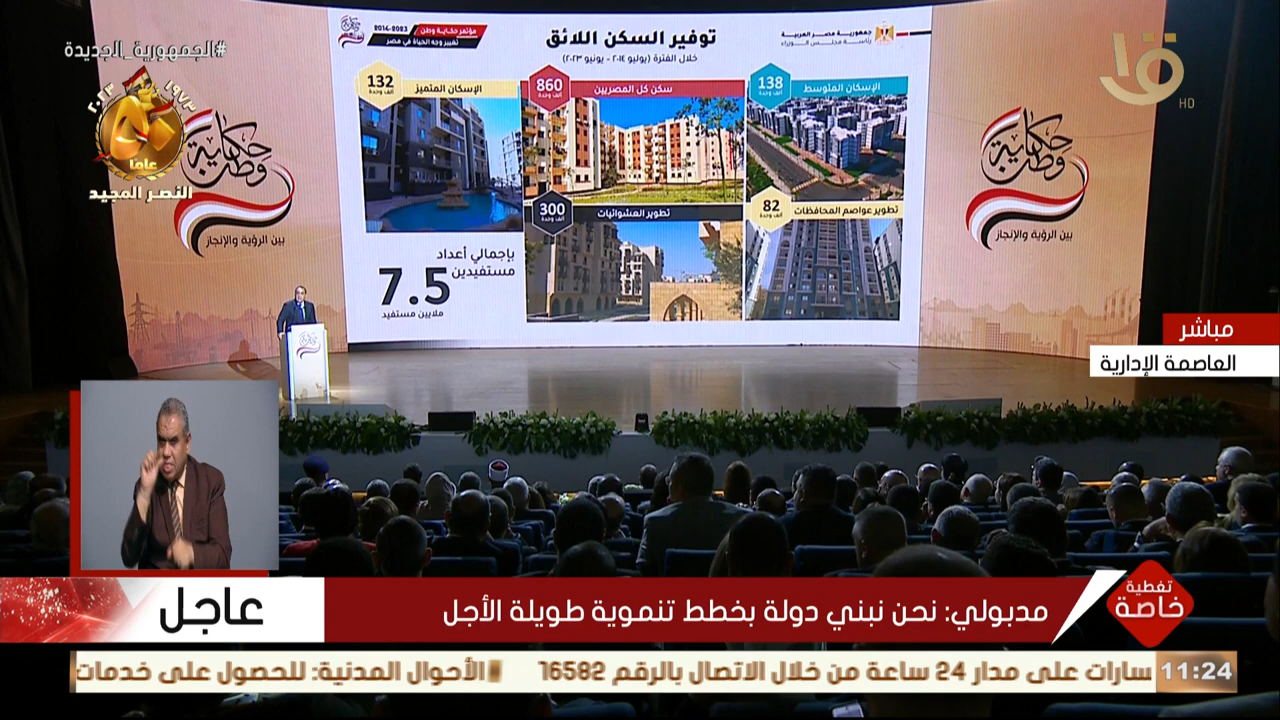 #الجمهورية_الجديدة
١٩٧٣
٢٠٢٣
50
عاما
النصر المجيد
HD
جمهورية مصر العربية
رئاسة مجلس الوزراء
مؤتمر حكاية وطن
2014-2023
تغيير وجه الحياة في مصر
توفير السكن اللائق
خلال الفترة (يوليو ٢٠١٤ - يونيو ٢٠٢٣)
الإسكان المتوسط
138
ألف وحدة
سكن كل المصريين
860
ألف وحدة
الإسكان المتميز
132
ألف وحدة
تطوير عواصم المحافظات
82
ألف وحدة
تطوير العشوائيات
300
ألف وحدة
بإجمالي أعداد
مستفيدين
7.5
ملايين مستفيد
حكاية وطن
بين الرؤية والإنجاز
حكاية وطن
بين الرؤية والإنجاز
مباشر
العاصمة الإدارية
تغطية
خاصة
مدبولي: نحن نبني دولة بخطط تنموية طويلة الأجل
عاجل
11:24
سارات على مدار 24 ساعة من خلال الاتصال بالرقم 16582
الأحوال المدنية: للحصول على خدمات